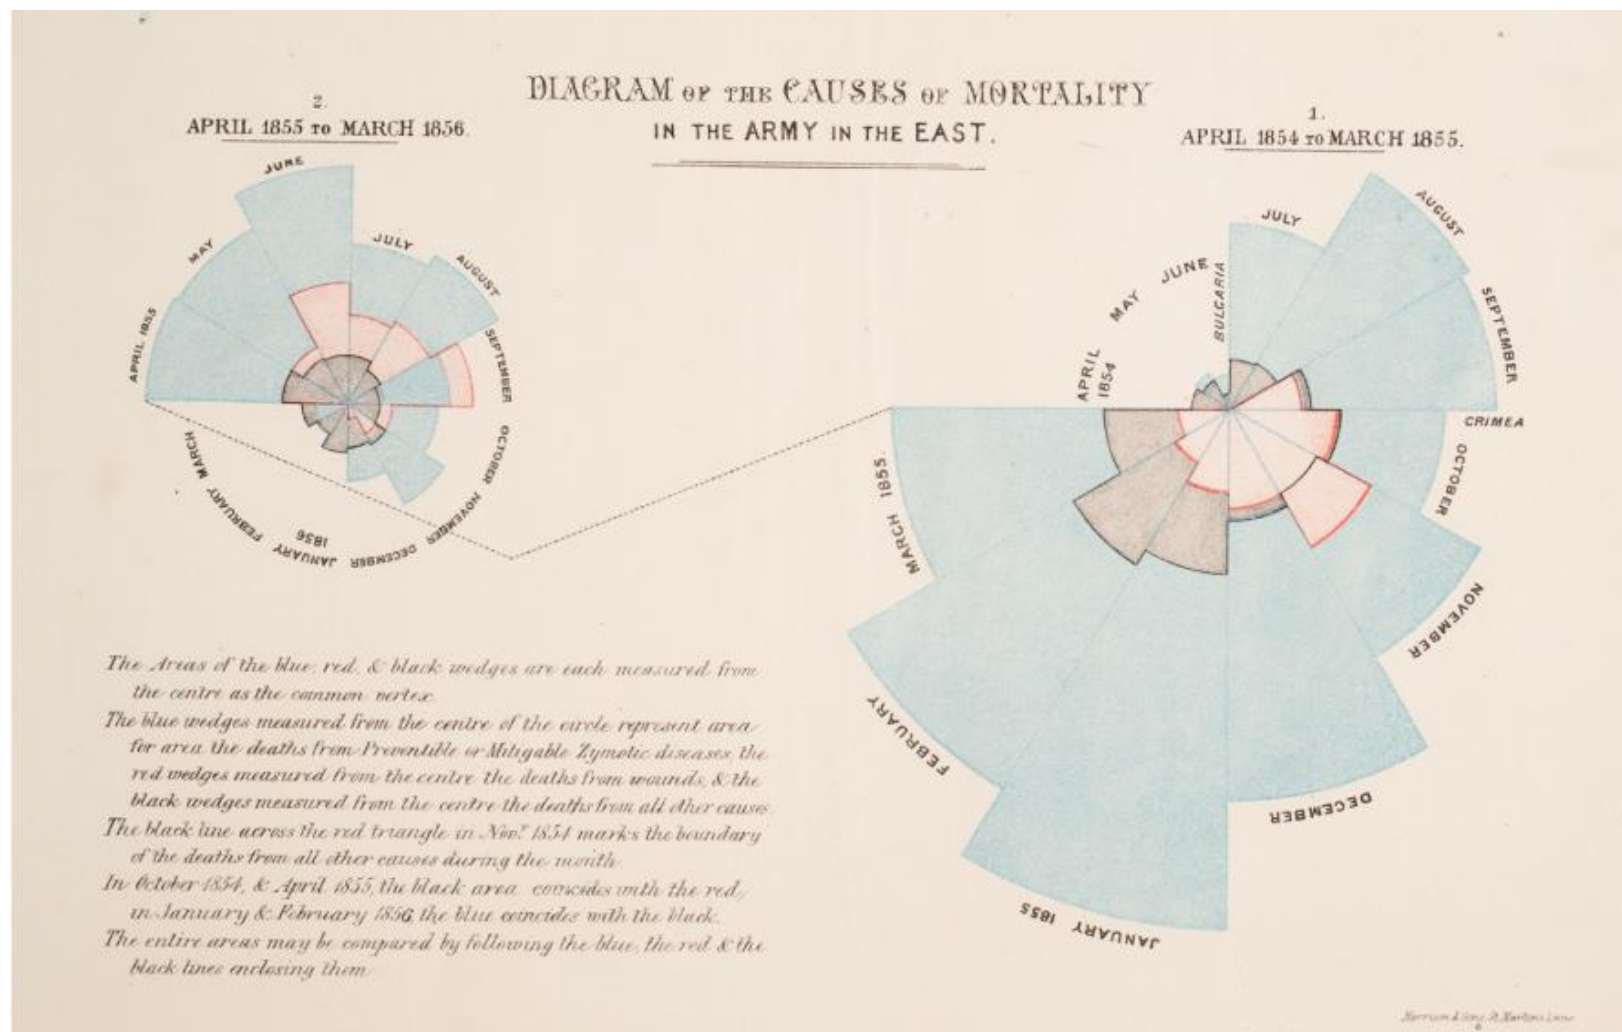 DIAGRAM OF THE CAUSES OF MORTALITY
IN THE ARMY IN THE EAST.
2.
APRIL 1855 TO MARCH 1856.
JUNE
JULY
AUGUST
MAY
SEPTEMBER
APRIL 1855
OCTOBER
NOVEMBER
DECEMBER
JANUARY
1856
FEBRUARY
MARCH
1.
APRIL 1854 TO MARCH 1855.
JULY
AUGUST
JUNE
BULGARIA
MAY
SEPTEMBER
APRIL
1854
CRIMEA
OCTOBER
MARCH 1855.
NOVEMBER
FEBRUARY
DECEMBER
JANUARY 1855
The Areas of the blue, red, & black wedges are each measured from
the centre as the common vertex.
The blue wedges measured from the centre of the circle represent area
for area the deaths from Preventible or Mitigable Zymotic diseases, the
red wedges measured from the centre the deaths from wounds, & the
black wedges measured from the centre the deaths from all other causes.
The black line across the red triangle in Novr. 1854 marks the boundary
of the deaths from all other causes during the month.
In October 1854, & April 1855, the black area coincides with the red,
in January & February 1856, the blue coincides with the black.
The entire areas may be compared by following the blue, the red & the
black lines enclosing them.
Harrison & Sons, St. Martins Lane